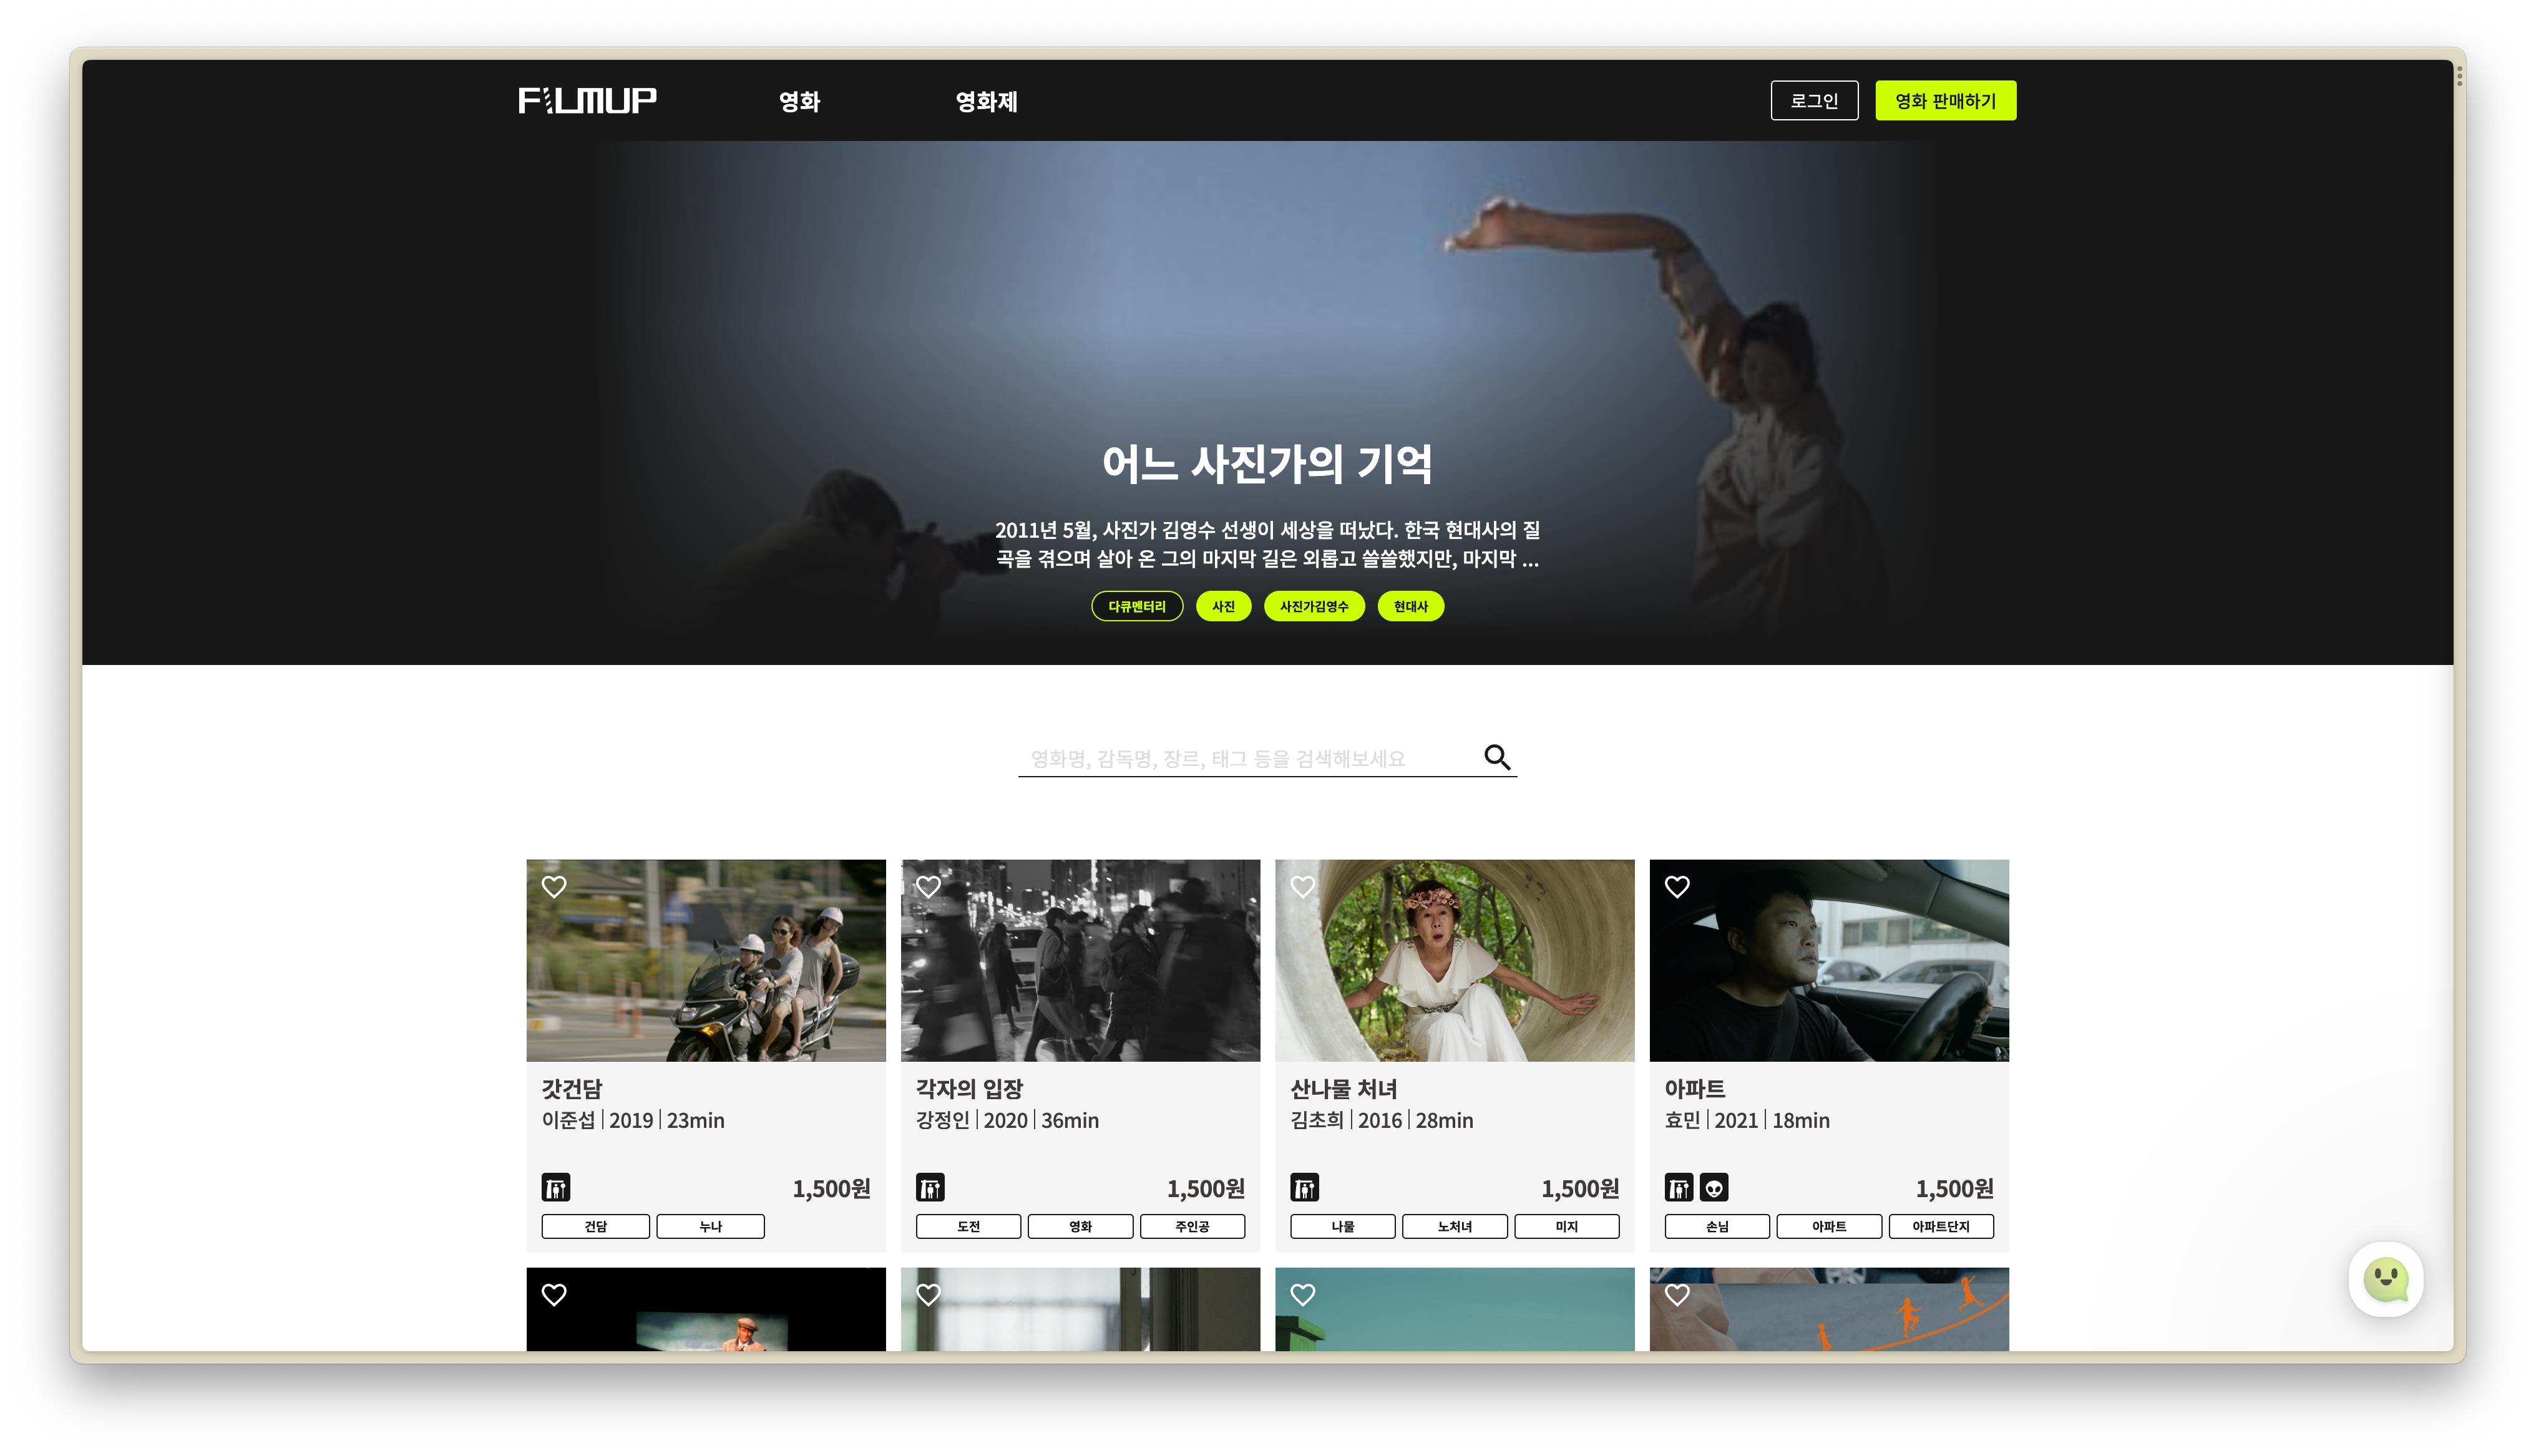 FILMUP
영화
영화제
로그인
영화 판매하기
어느 사진가의 기억
2011년 5월, 사진가 김영수 선생이 세상을 떠났다. 한국 현대사의 질
곡을 겪으며 살아 온 그의 마지막 길은 외롭고 쓸쓸했지만, 마지막 ...
다큐멘터리 사진 사진가김영수 현대사
영화명, 감독명, 장르, 태그 등을 검색해보세요
갓건담
이준섭 | 2019 | 23min
1,500원
건담 누나
각자의 입장
강정인 | 2020 | 36min
1,500원
도전 영화 주인공
산나물 처녀
김초희 | 2016 | 28min
1,500원
나물 노처녀 미지
아파트
효민 | 2021 | 18min
1,500원
손님 아파트 아파트단지